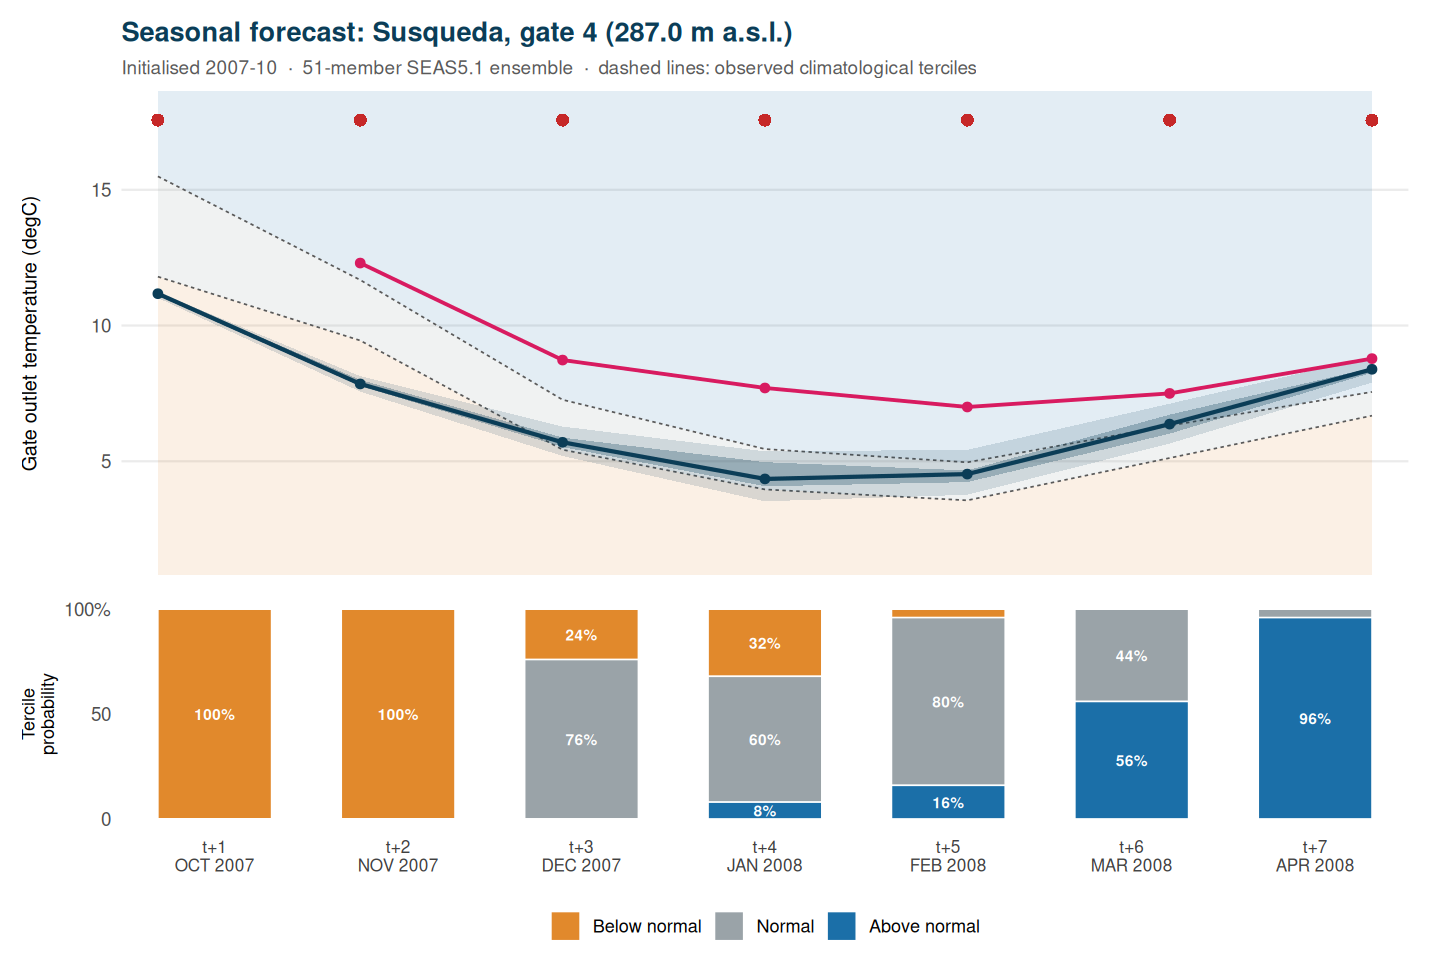 Seasonal forecast: Susqueda, gate 4 (287.0 m a.s.l.)
Initialised 2007-10 · 51-member SEAS5.1 ensemble · dashed lines: observed climatological terciles
Gate outlet temperature (degC)
15
10
5
Tercile
probability
100%
50
0
100%
100%
24%
76%
32%
60%
8%
80%
16%
44%
56%
96%
t+1
OCT 2007
t+2
NOV 2007
t+3
DEC 2007
t+4
JAN 2008
t+5
FEB 2008
t+6
MAR 2008
t+7
APR 2008
Below normal
Normal
Above normal